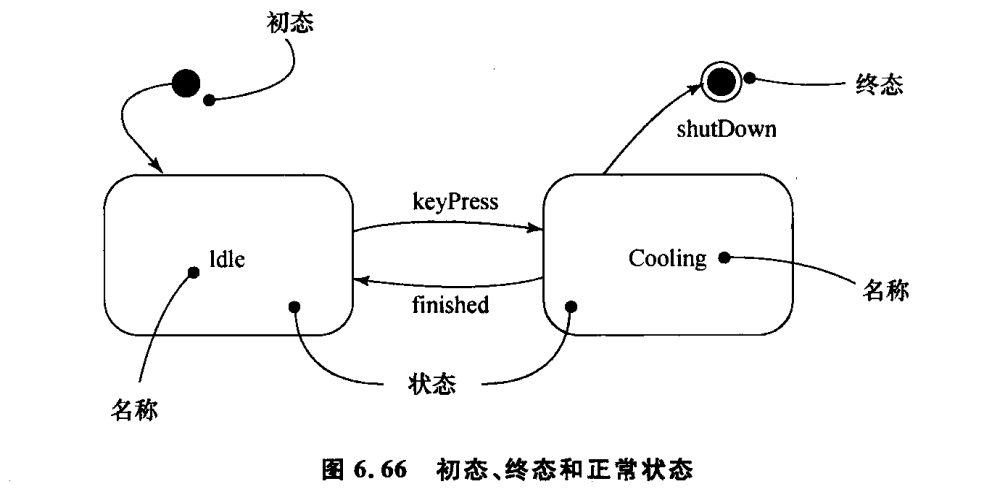 初态
终态
shutDown
keyPress
Idle
Cooling
名称
finished
状态
名称
图 6.66 初态、终态和正常状态